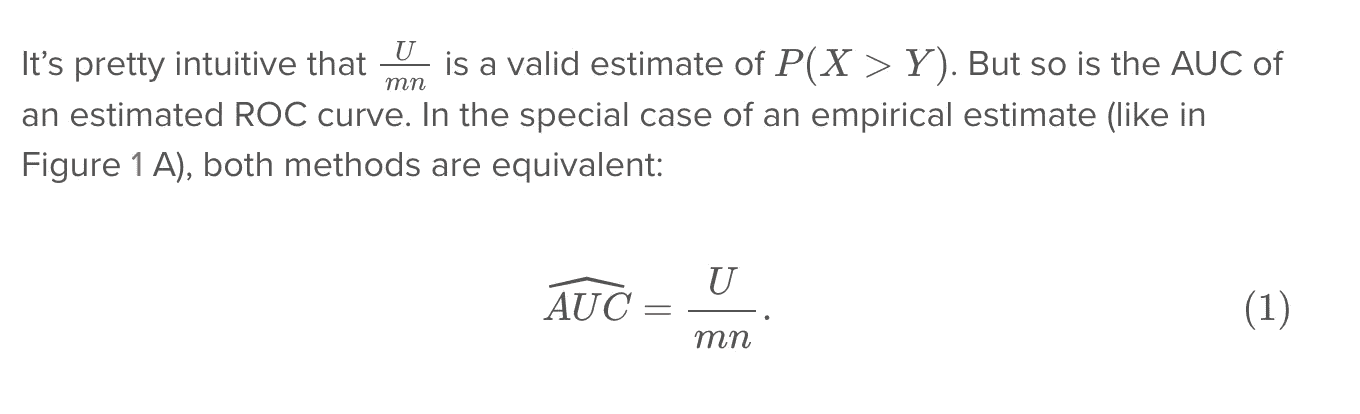 It's pretty intuitive that $\frac{U}{mn}$ is a valid estimate of $P(X > Y)$. But so is the AUC of
an estimated ROC curve. In the special case of an empirical estimate (like in
Figure 1 A), both methods are equivalent:
$\widehat{AUC} = \frac{U}{mn}.$ (1)